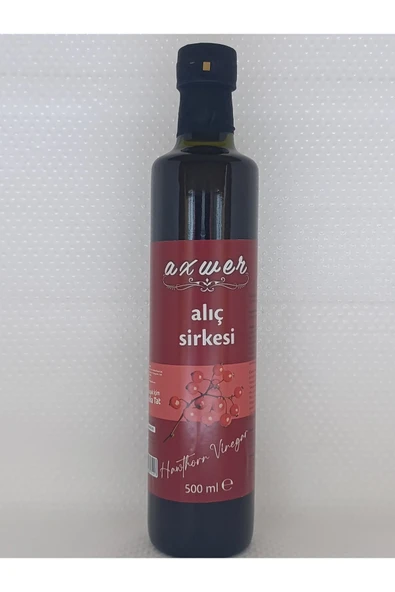 axwer
alıç
sirkesi
Hawthorn Vinegar
500 ml ℮